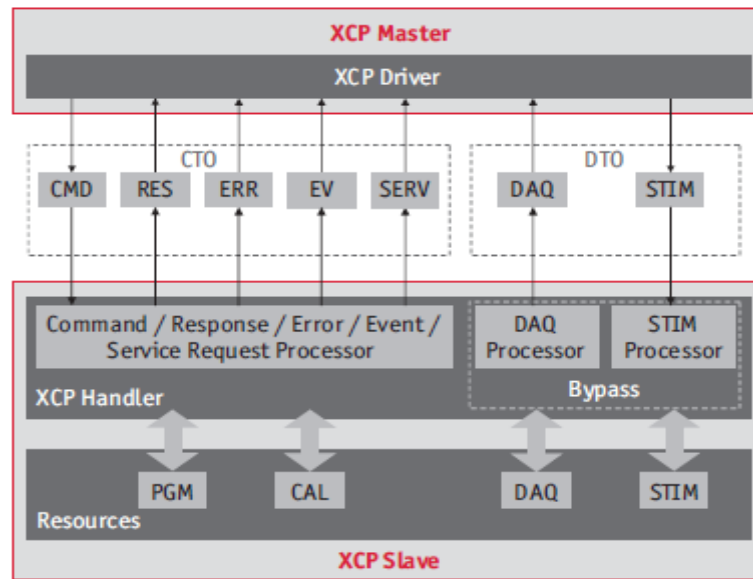 XCP Master
XCP Driver
CTO
DTO
CMD
RES
ERR
EV
SERV
DAQ
STIM
Command / Response / Error / Event /
Service Request Processor
DAQ
Processor
STIM
Processor
XCP Handler
Bypass
PGM
CAL
DAQ
STIM
Resources
XCP Slave